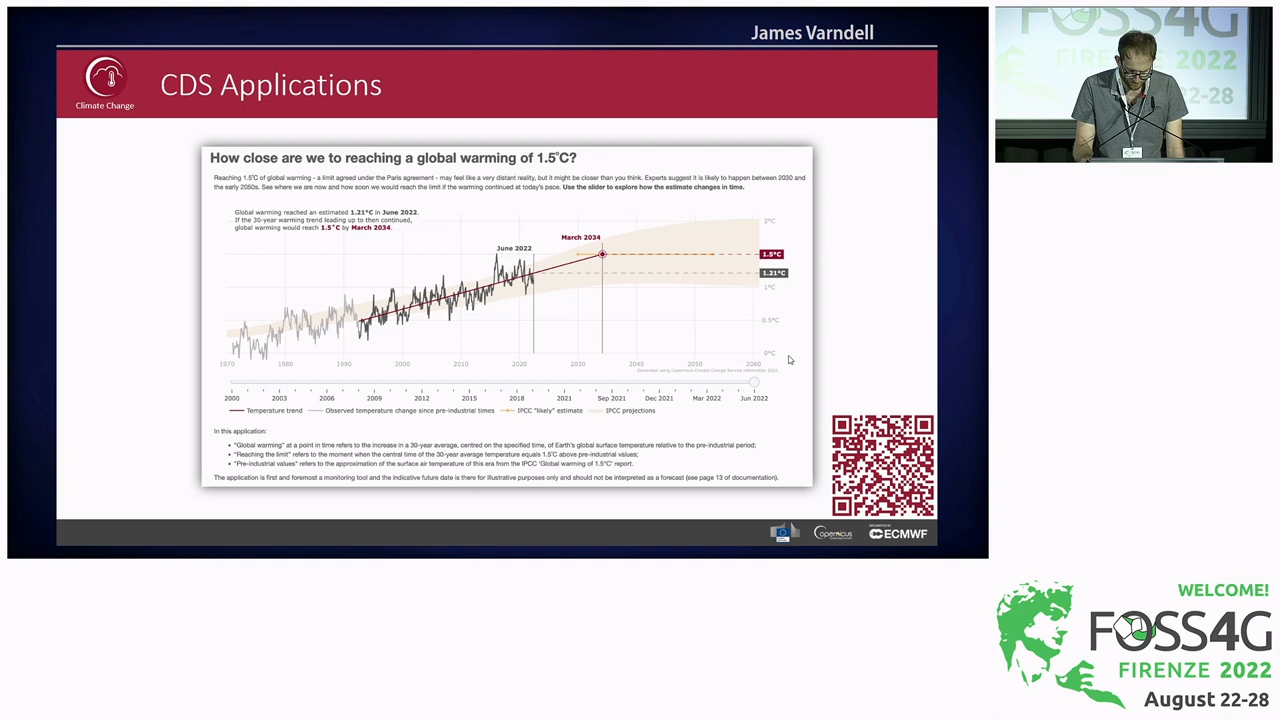 James Varndell
Climate Change
CDS Applications
How close are we to reaching a global warming of 1.5°C?
Reaching 1.5°C of global warming - a limit agreed under the Paris agreement - may feel like a very distant reality, but it might be closer than you think. Experts suggest it is likely to happen between 2030 and
the early 2050s. See where we are now and how soon we would reach the limit if the warming continued at today's pace. Use the slider to explore how the estimate changes in time.
Global warming reached an estimated 1.21°C in June 2022.
If the 30-year warming trend leading up to then continued,
global warming would reach 1.5°C by March 2034.
2°C
March 2034
June 2022
1.5°C
1.21°C
1°C
0.5°C
0°C
1970 1980 1990 2000 2010 2020 2030 2040 2050 2060
Generated using Copernicus Climate Change Service information 2022.
2000 2003 2006 2009 2012 2015 2018 2021 Sep 2021 Dec 2021 Mar 2022 Jun 2022
Temperature trend Observed temperature change since pre-industrial times IPCC "likely" estimate IPCC projections
In this application:
• "Global warming" at a point in time refers to the increase in a 30-year average, centred on the specified time, of Earth's global surface temperature relative to the pre-industrial period;
• "Reaching the limit" refers to the moment when the central time of the 30-year average temperature equals 1.5°C above pre-industrial values;
• "Pre-industrial values" refers to the approximation of the surface air temperature of this era from the IPCC 'Global warming of 1.5°C' report.
The application is first and foremost a monitoring tool and the indicative future date is there for illustrative purposes only and should not be interpreted as a forecast (see page 13 of documentation).
Copernicus
ECMWF
FOSS4G
FIRENZE 2022
22-28
WELCOME!
FOSS4G
FIRENZE 2022
August 22-28